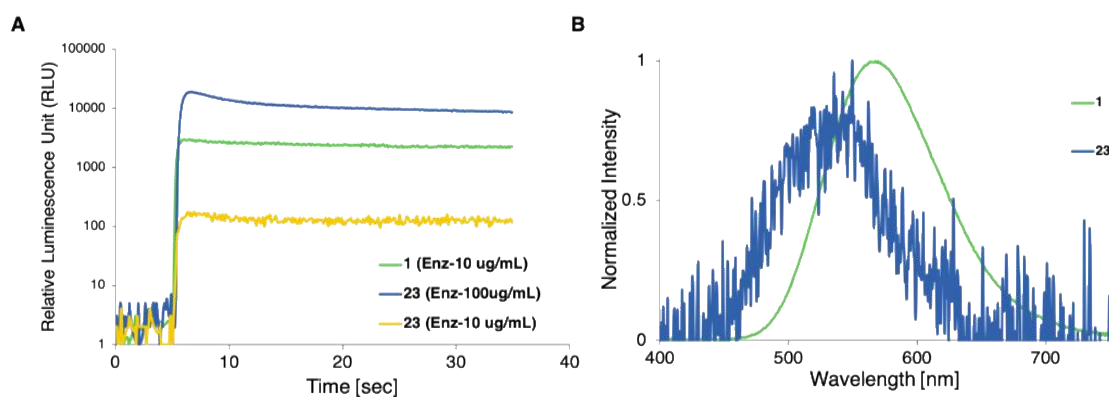 A
Relative Luminescence Unit (RLU)
100000
10000
1000
100
10
1
0
10
20
30
40
Time [sec]
1 (Enz-10 ug/mL)
23 (Enz-100ug/mL)
23 (Enz-10 ug/mL)
B
Normalized Intensity
1
0.5
0
400
500
600
700
Wavelength [nm]
1
23